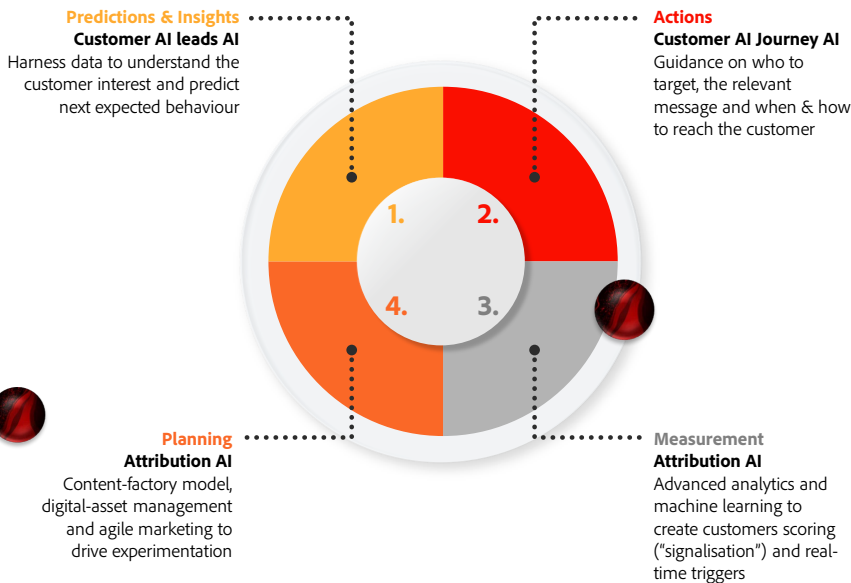 Predictions & Insights
Customer AI leads AI
Harness data to understand the
customer interest and predict
next expected behaviour
Actions
Customer AI Journey AI
Guidance on who to
target, the relevant
message and when & how
to reach the customer
1.
2.
4.
3.
Planning
Attribution AI
Content-factory model,
digital-asset management
and agile marketing to
drive experimentation
Measurement
Attribution AI
Advanced analytics and
machine learning to
create customers scoring
(“signalisation”) and real-
time triggers